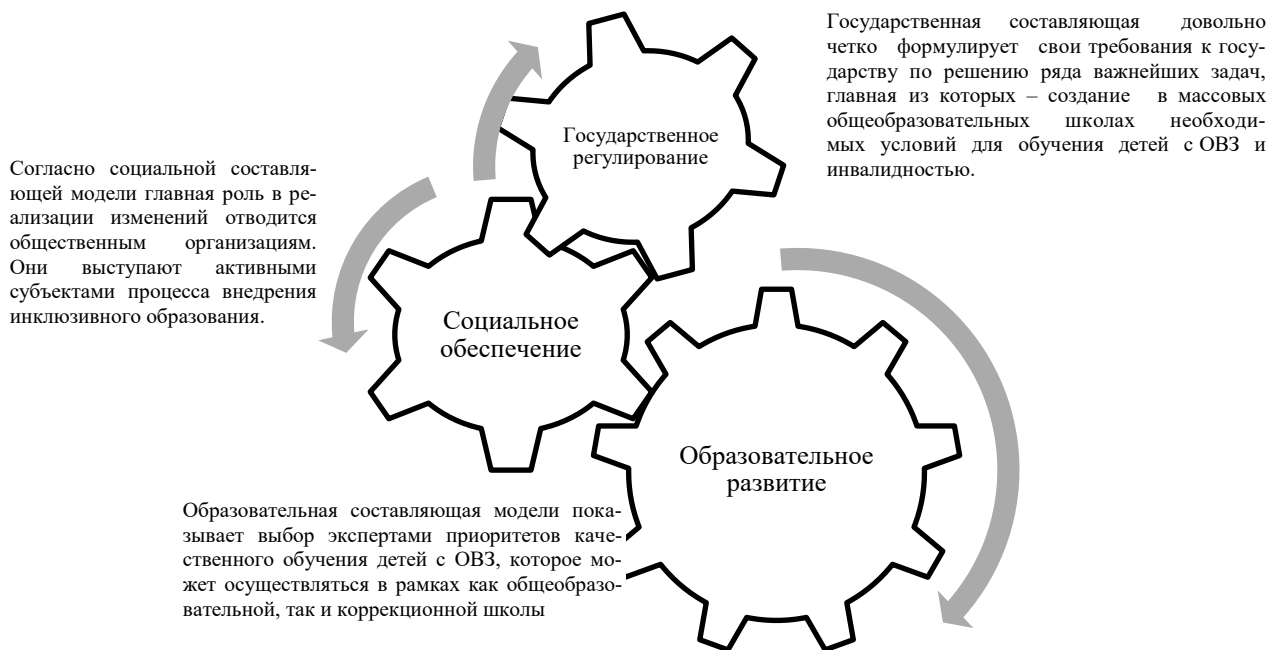 Государственная составляющая довольно
четко формулирует свои требования к госу-
дарству по решению ряда важнейших задач,
главная из которых – создание в массовых
общеобразовательных школах необходи-
мых условий для обучения детей с ОВЗ и
инвалидностью.
Государственное
регулирование
Согласно социальной составля-
ющей модели главная роль в ре-
ализации изменений отводится
общественным организациям.
Они выступают активными
субъектами процесса внедрения
инклюзивного образования.
Социальное
обеспечение
Образовательное
развитие
Образовательная составляющая модели пока-
зывает выбор экспертами приоритетов каче-
ственного обучения детей с ОВЗ, которое мо-
жет осуществляться в рамках как общеобразо-
вательной, так и коррекционной школы